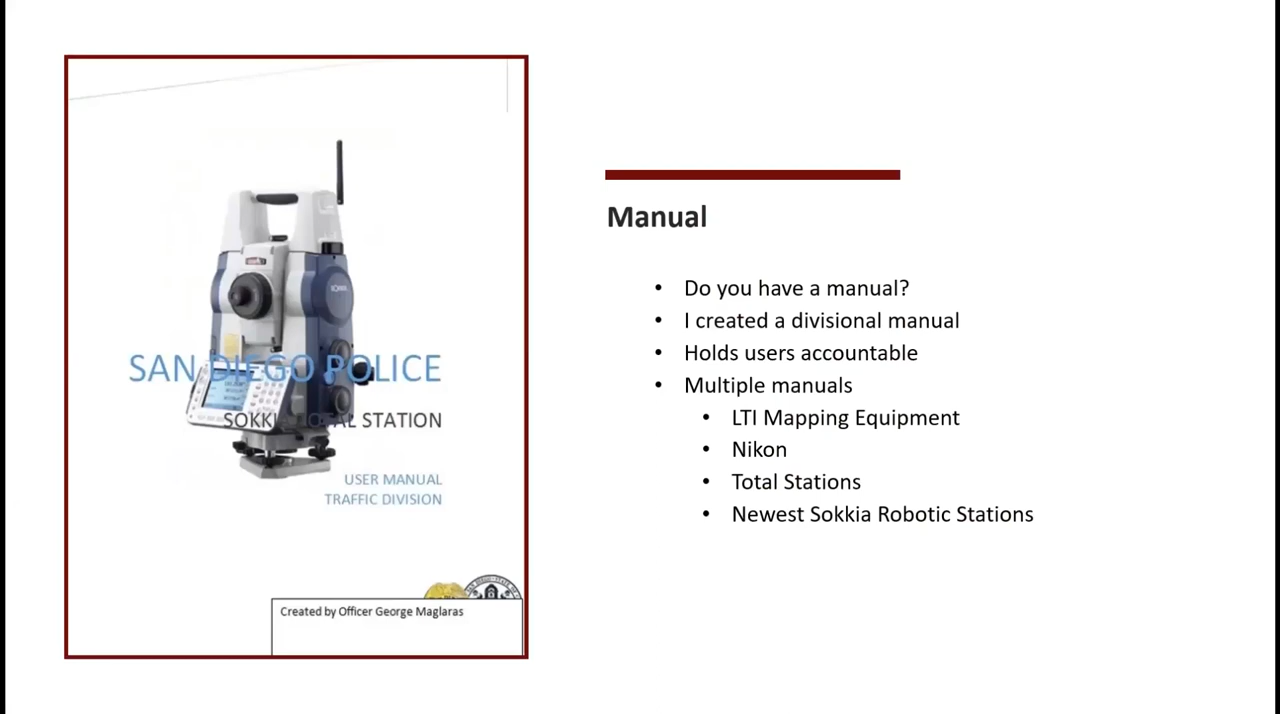 SAN DIEGO POLICE
SOKKIA TOTAL STATION
USER MANUAL
TRAFFIC DIVISION
Created by Officer George Maglaras
Manual
• Do you have a manual?
• I created a divisional manual
• Holds users accountable
• Multiple manuals
• LTI Mapping Equipment
• Nikon
• Total Stations
• Newest Sokkia Robotic Stations